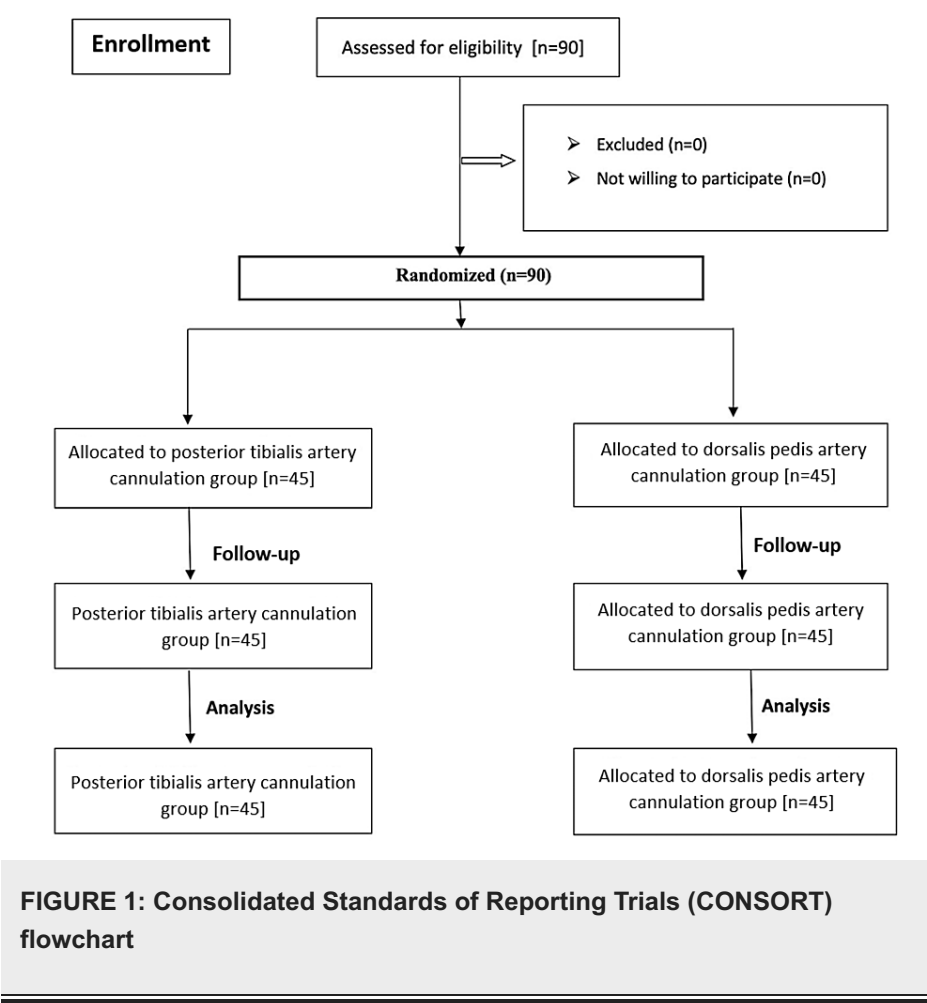 Enrollment
Assessed for eligibility [n=90]
➢ Excluded (n=0)
➢ Not willing to participate (n=0)
Randomized (n=90)
Allocated to posterior tibialis artery
cannulation group [n=45]
Allocated to dorsalis pedis artery
cannulation group [n=45]
Follow-up
Follow-up
Posterior tibialis artery cannulation
group [n=45]
Allocated to dorsalis pedis artery
cannulation group [n=45]
Analysis
Analysis
Posterior tibialis artery cannulation
group [n=45]
Allocated to dorsalis pedis artery
cannulation group [n=45]
FIGURE 1: Consolidated Standards of Reporting Trials (CONSORT)
flowchart